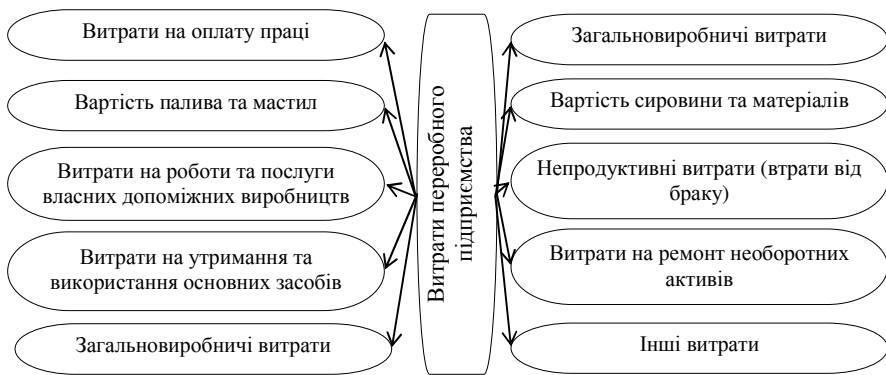 Витрати на оплату праці
Вартість палива та мастил
Витрати на роботи та послуги
власних допоміжних виробництв
Витрати на утримання та
використання основних засобів
Загальновиробничі витрати
Витрати переробного
підприємства
Загальновиробничі витрати
Вартість сировини та матеріалів
Непродуктивні витрати (втрати від
браку)
Витрати на ремонт необоротних
активів
Інші витрати